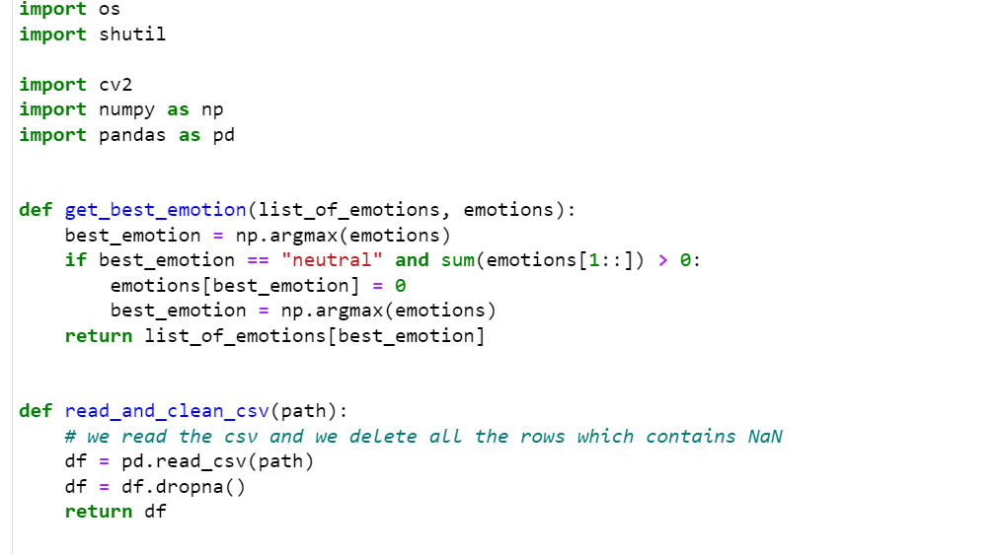 import os
import shutil

import cv2
import numpy as np
import pandas as pd


def get_best_emotion(list_of_emotions, emotions):
    best_emotion = np.argmax(emotions)
    if best_emotion == "neutral" and sum(emotions[1::]) > 0:
        emotions[best_emotion] = 0
        best_emotion = np.argmax(emotions)
    return list_of_emotions[best_emotion]


def read_and_clean_csv(path):
    # we read the csv and we delete all the rows which contains NaN
    df = pd.read_csv(path)
    df = df.dropna()
    return df